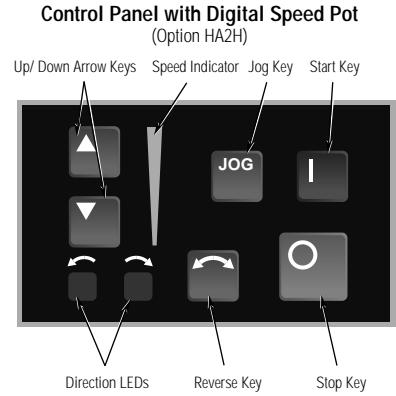 Control Panel with Digital Speed Pot
(Option HA2H)
Up/ Down Arrow Keys Speed Indicator Jog Key Start Key
JOG
Direction LEDs Reverse Key Stop Key